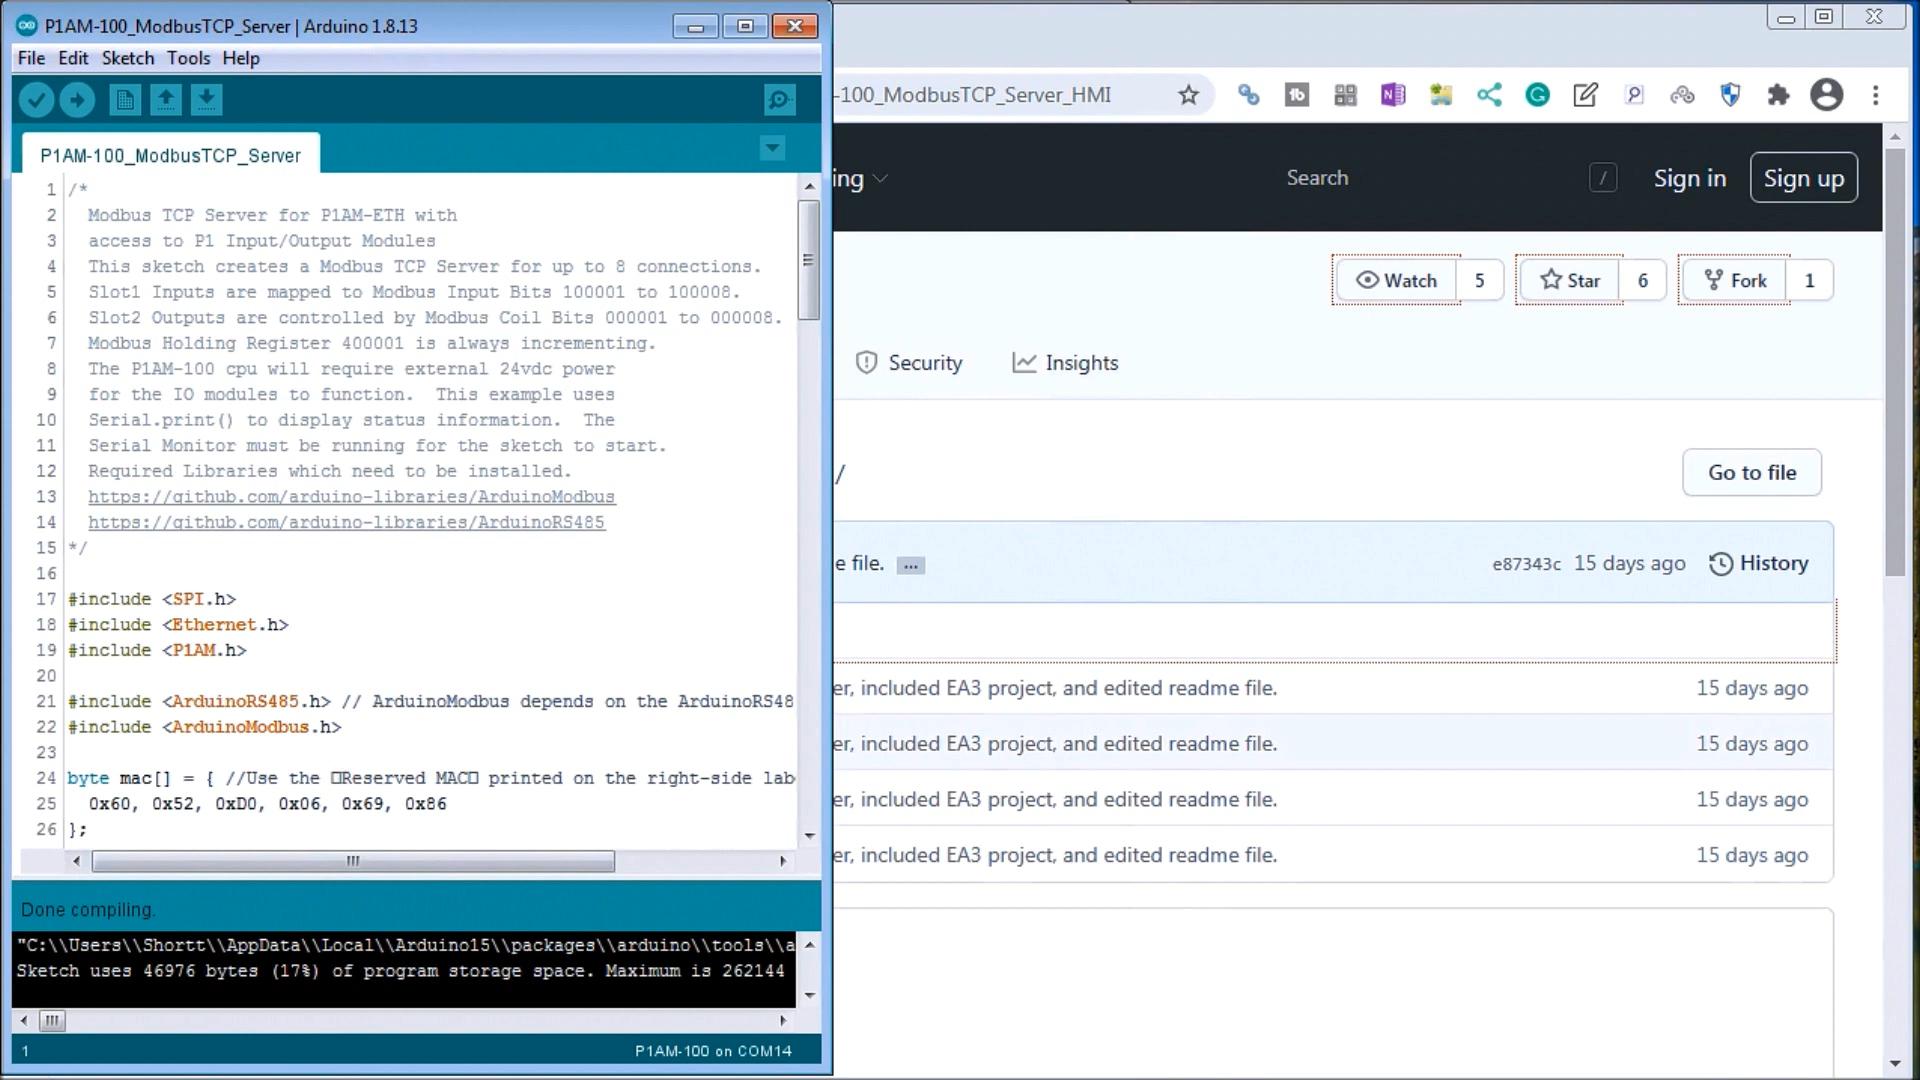 P1AM-100_ModbusTCP_Server | Arduino 1.8.13
File Edit Sketch Tools Help
P1AM-100_ModbusTCP_Server
1 /*
2 Modbus TCP Server for P1AM-ETH with
3 access to P1 Input/Output Modules
4 This sketch creates a Modbus TCP Server for up to 8 connections.
5 Slot1 Inputs are mapped to Modbus Input Bits 100001 to 100008.
6 Slot2 Outputs are controlled by Modbus Coil Bits 000001 to 000008.
7 Modbus Holding Register 400001 is always incrementing.
8 The P1AM-100 cpu will require external 24vdc power
9 for the IO modules to function.  This example uses
10 Serial.print() to display status information.  The
11 Serial Monitor must be running for the sketch to start.
12 Required Libraries which need to be installed.
13 https://github.com/arduino-libraries/ArduinoModbus
14 https://github.com/arduino-libraries/ArduinoRS485
15 */
16
17 #include <SPI.h>
18 #include <Ethernet.h>
19 #include <P1AM.h>
20
21 #include <ArduinoRS485.h> // ArduinoModbus depends on the ArduinoRS48
22 #include <ArduinoModbus.h>
23
24 byte mac[] = { //Use the □Reserved MAC□ printed on the right-side lab
25 0x60, 0x52, 0xD0, 0x06, 0x69, 0x86
26 };
Done compiling.
"C:\\Users\\Shortt\\AppData\\Local\\Arduino15\\packages\\arduino\\tools\\a
Sketch uses 46976 bytes (17%) of program storage space. Maximum is 262144
1 P1AM-100 on COM14
-100_ModbusTCP_Server_HMI
ing Search / Sign in Sign up
Watch 5 Star 6 Fork 1
Security Insights
/ Go to file
e file. ... e87343c 15 days ago History
er, included EA3 project, and edited readme file. 15 days ago
er, included EA3 project, and edited readme file. 15 days ago
er, included EA3 project, and edited readme file. 15 days ago
er, included EA3 project, and edited readme file. 15 days ago